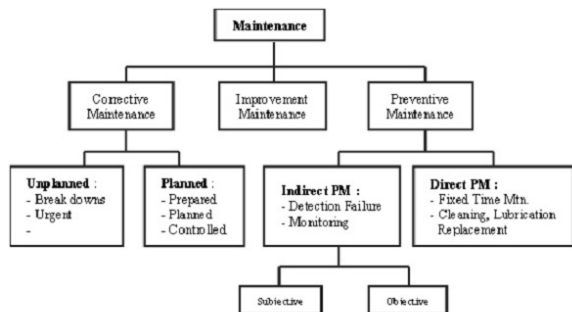 Maintenance
Corrective
Maintenance
Improvement
Maintenance
Preventive
Maintenance
Unplanned :
- Break downs
- Urgent
-
Planned :
- Prepared
- Planned
- Controlled
Indirect PM :
- Detection Failure
- Monitoring
Direct PM :
- Fixed Time Mtn.
- Cleaning, Lubrication
Replacement
Subjective
Objective